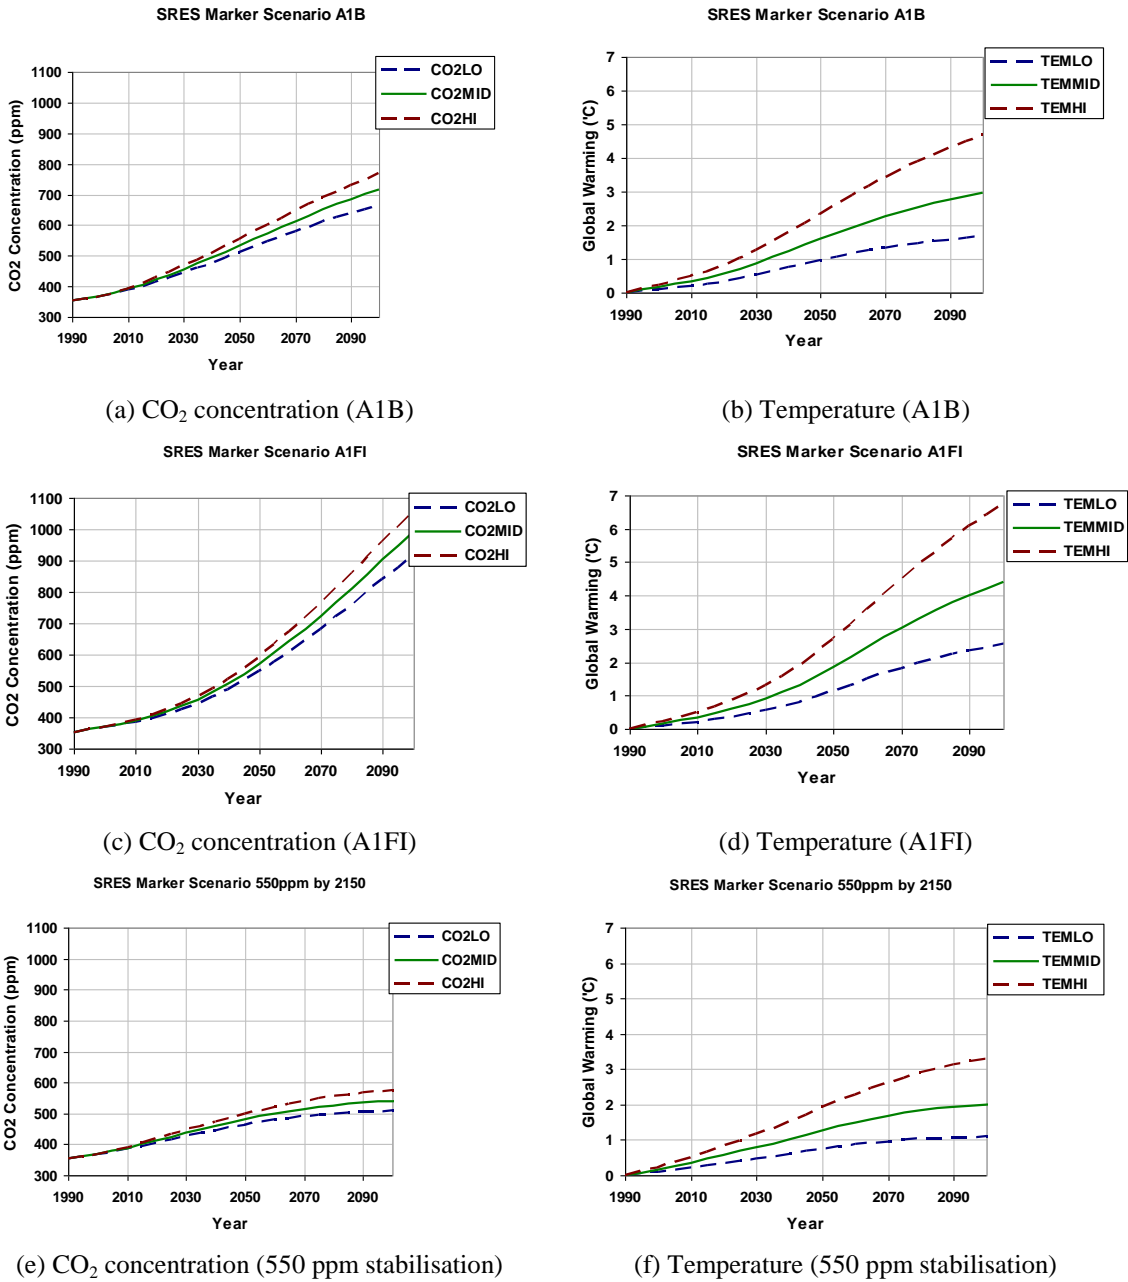 SRES Marker Scenario A1B
CO2 Concentration (ppm)
1100
1000
900
800
700
600
500
400
300
1990 2010 2030 2050 2070 2090
Year
CO2LO
CO2MID
CO2HI
(a) CO2 concentration (A1B)
SRES Marker Scenario A1B
Global Warming (°C)
7
6
5
4
3
2
1
0
1990 2010 2030 2050 2070 2090
Year
TEMLO
TEMMID
TEMHI
(b) Temperature (A1B)
SRES Marker Scenario A1FI
CO2 Concentration (ppm)
1100
1000
900
800
700
600
500
400
300
1990 2010 2030 2050 2070 2090
Year
CO2LO
CO2MID
CO2HI
(c) CO2 concentration (A1FI)
SRES Marker Scenario A1FI
Global Warming (°C)
7
6
5
4
3
2
1
0
1990 2010 2030 2050 2070 2090
Year
TEMLO
TEMMID
TEMHI
(d) Temperature (A1FI)
SRES Marker Scenario 550ppm by 2150
CO2 Concentration (ppm)
1100
1000
900
800
700
600
500
400
300
1990 2010 2030 2050 2070 2090
Year
CO2LO
CO2MID
CO2HI
(e) CO2 concentration (550 ppm stabilisation)
SRES Marker Scenario 550ppm by 2150
Global Warming (°C)
7
6
5
4
3
2
1
0
1990 2010 2030 2050 2070 2090
Year
TEMLO
TEMMID
TEMHI
(f) Temperature (550 ppm stabilisation)